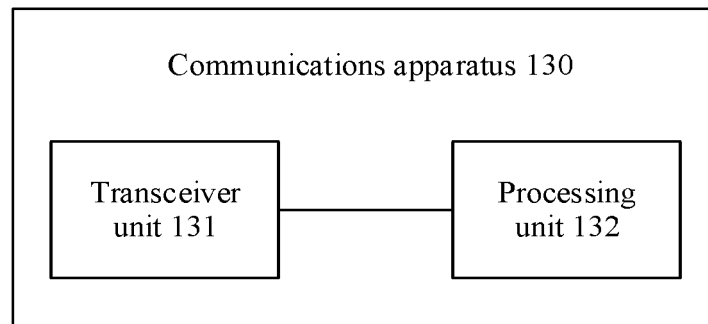 Communications apparatus 130
Transceiver
unit 131
Processing
unit 132